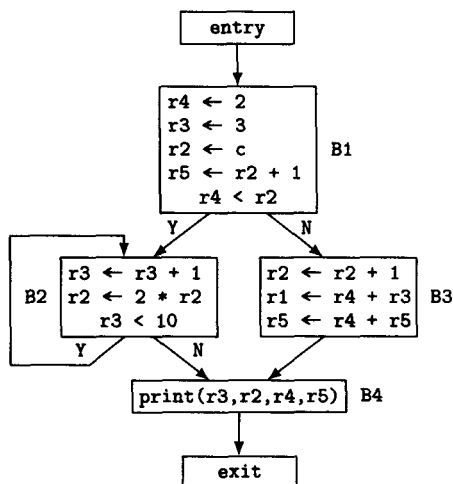 entry
r4 ← 2
r3 ← 3
r2 ← c
r5 ← r2 + 1
r4 < r2
B1
Y
N
r3 ← r3 + 1
r2 ← 2 * r2
r3 < 10
B2
Y
N
r2 ← r2 + 1
r1 ← r4 + r3
r5 ← r4 + r5
B3
print(r3,r2,r4,r5)
B4
exit